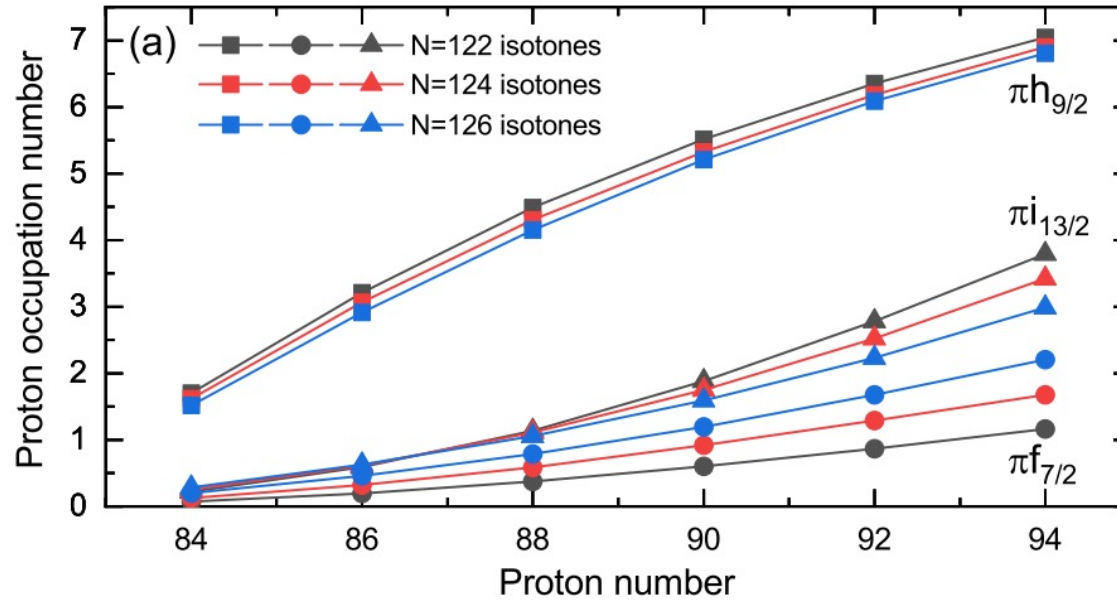 (a)
N=122 isotones
N=124 isotones
N=126 isotones
πh9/2
πi13/2
πf7/2
Proton occupation number
7
6
5
4
3
2
1
0
84 86 88 90 92 94
Proton number